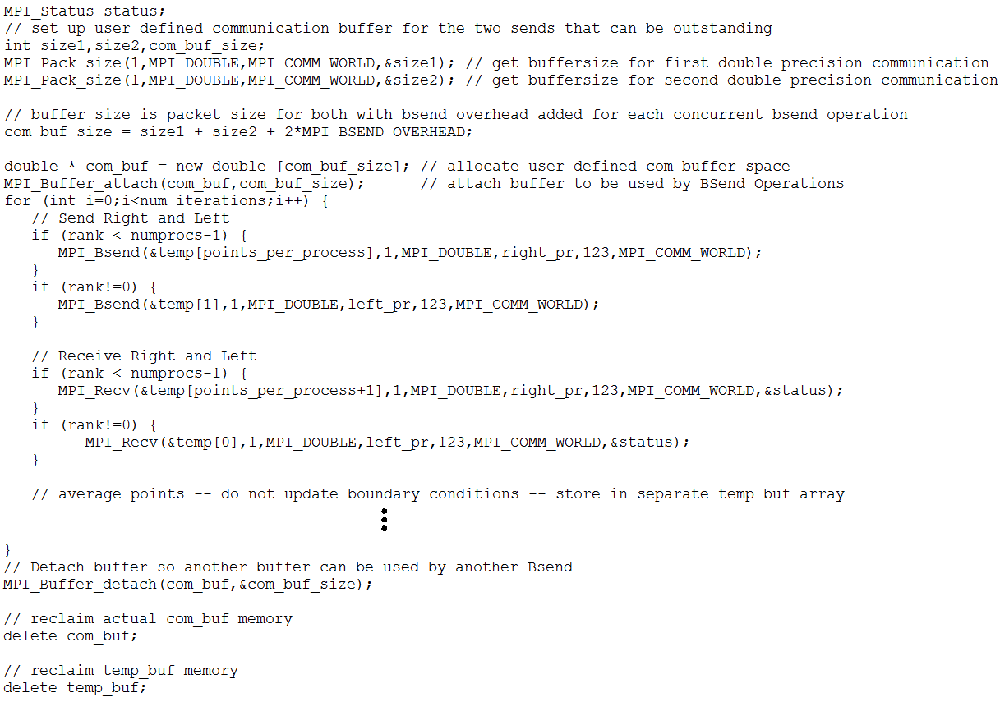 MPI_Status status;
// set up user defined communication buffer for the two sends that can be outstanding
int size1,size2,com_buf_size;
MPI_Pack_size(1,MPI_DOUBLE,MPI_COMM_WORLD,&size1); // get buffersize for first double precision communication
MPI_Pack_size(1,MPI_DOUBLE,MPI_COMM_WORLD,&size2); // get buffersize for second double precision communication

// buffer size is packet size for both with bsend overhead added for each concurrent bsend operation
com_buf_size = size1 + size2 + 2*MPI_BSEND_OVERHEAD;

double * com_buf = new double [com_buf_size]; // allocate user defined com buffer space
MPI_Buffer_attach(com_buf,com_buf_size);      // attach buffer to be used by BSend Operations
for (int i=0;i<num_iterations;i++) {
   // Send Right and Left
   if (rank < numprocs-1) {
      MPI_Bsend(&temp[points_per_process],1,MPI_DOUBLE,right_pr,123,MPI_COMM_WORLD);
   }
   if (rank!=0) {
      MPI_Bsend(&temp[1],1,MPI_DOUBLE,left_pr,123,MPI_COMM_WORLD);
   }

   // Receive Right and Left
   if (rank < numprocs-1) {
      MPI_Recv(&temp[points_per_process+1],1,MPI_DOUBLE,right_pr,123,MPI_COMM_WORLD,&status);
   }
   if (rank!=0) {
         MPI_Recv(&temp[0],1,MPI_DOUBLE,left_pr,123,MPI_COMM_WORLD,&status);
   }

   // average points -- do not update boundary conditions -- store in separate temp_buf array

}
// Detach buffer so another buffer can be used by another Bsend
MPI_Buffer_detach(com_buf,&com_buf_size);

// reclaim actual com_buf memory
delete com_buf;

// reclaim temp_buf memory
delete temp_buf;